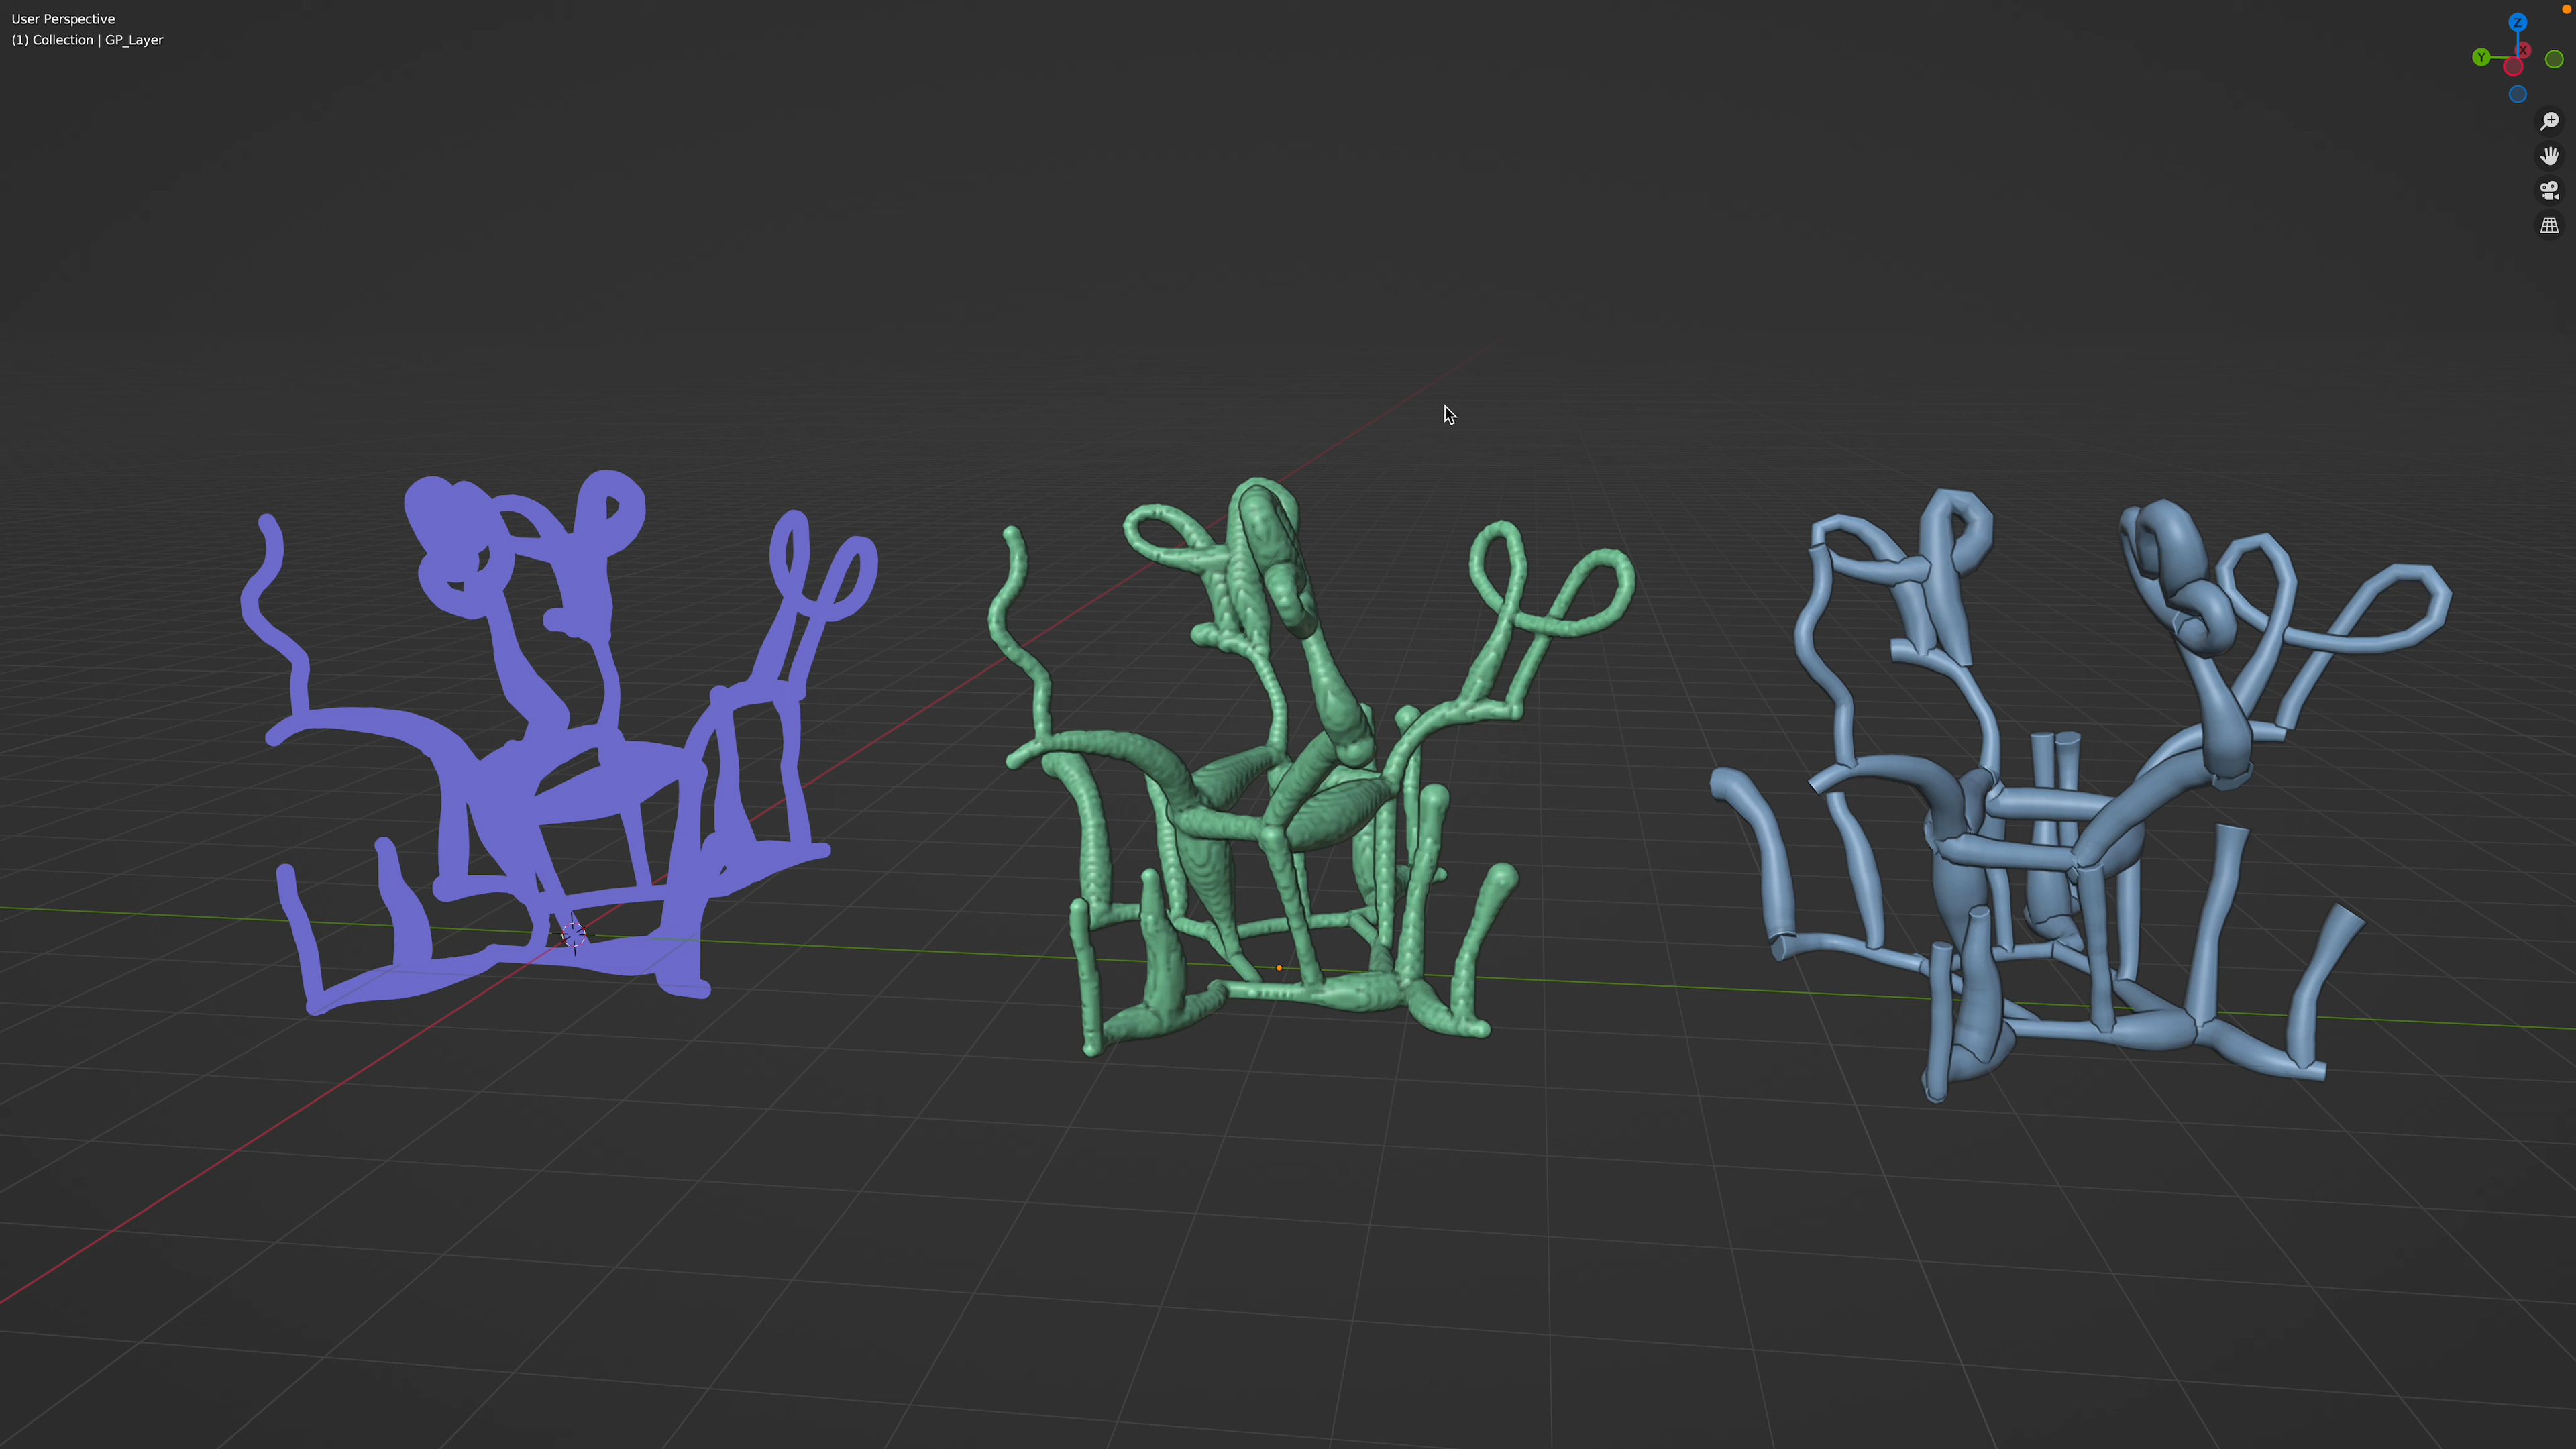 User Perspective
(1) Collection | GP_Layer
Z
Y
X